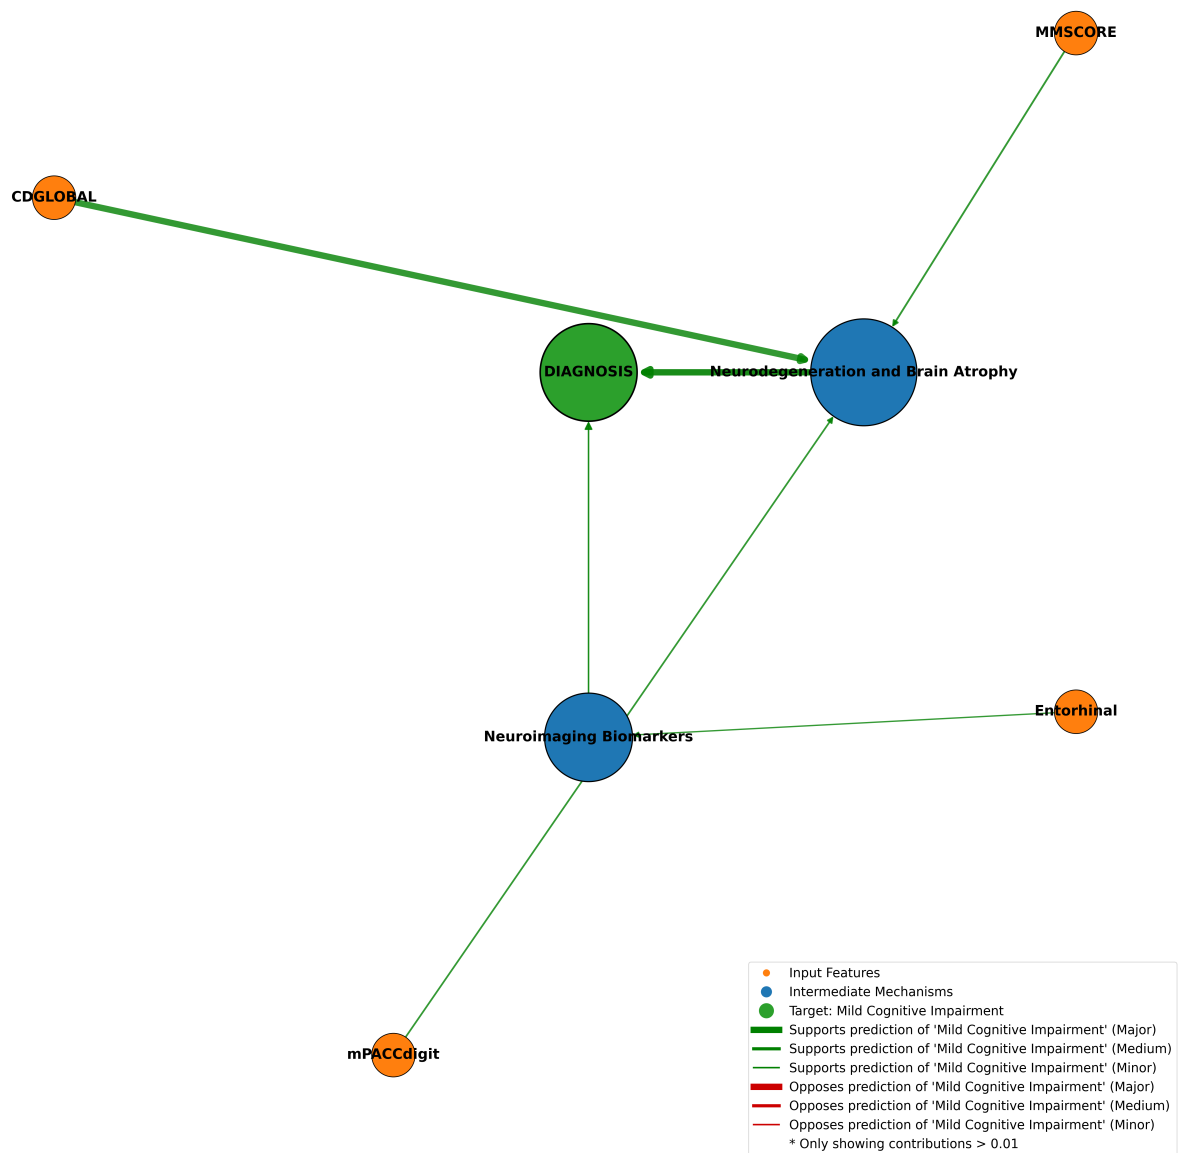 MMSCORE
CDGLOBAL
DIAGNOSIS
Neurodegeneration and Brain Atrophy
Entorhinal
Neuroimaging Biomarkers
mPACCdigit
Input Features
Intermediate Mechanisms
Target: Mild Cognitive Impairment
Supports prediction of 'Mild Cognitive Impairment' (Major)
Supports prediction of 'Mild Cognitive Impairment' (Medium)
Supports prediction of 'Mild Cognitive Impairment' (Minor)
Opposes prediction of 'Mild Cognitive Impairment' (Major)
Opposes prediction of 'Mild Cognitive Impairment' (Medium)
Opposes prediction of 'Mild Cognitive Impairment' (Minor)
* Only showing contributions > 0.01